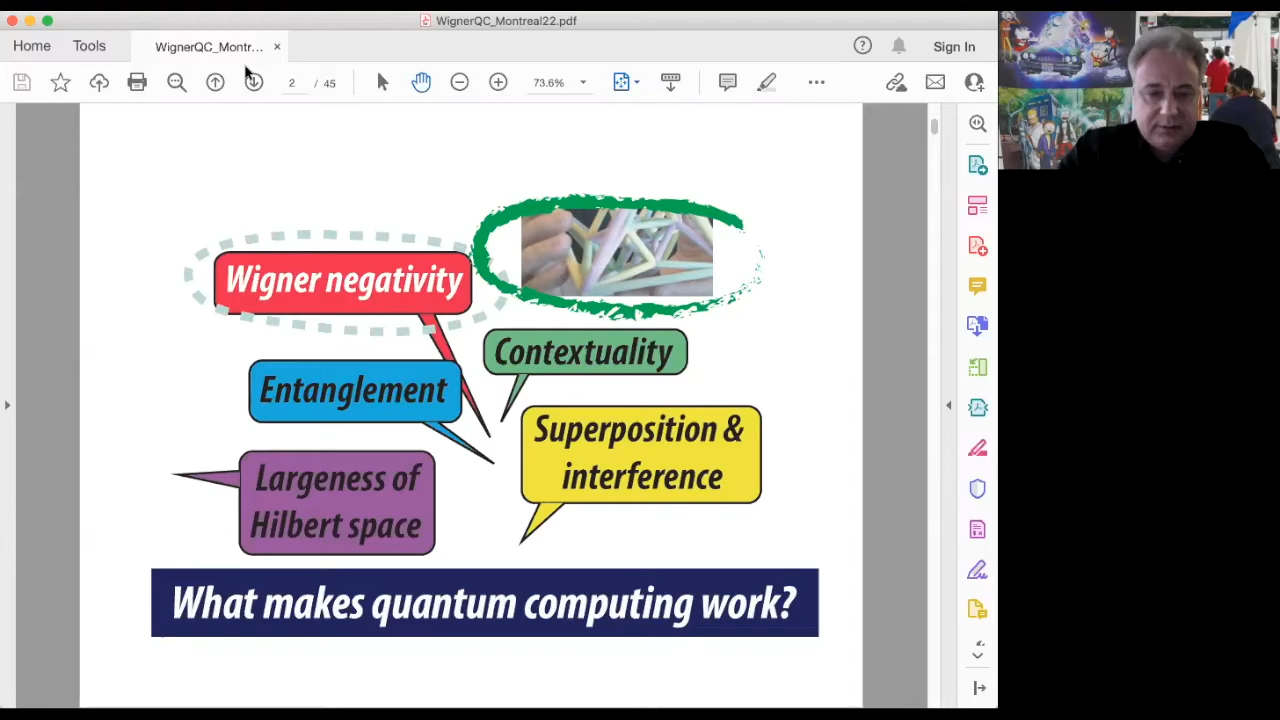 WignerQC_Montreal22.pdf
Home Tools WignerQC_Montr... × Sign In
2 / 45 73.6%
Wigner negativity
Contextuality
Entanglement
Superposition &
interference
Largeness of
Hilbert space
What makes quantum computing work?